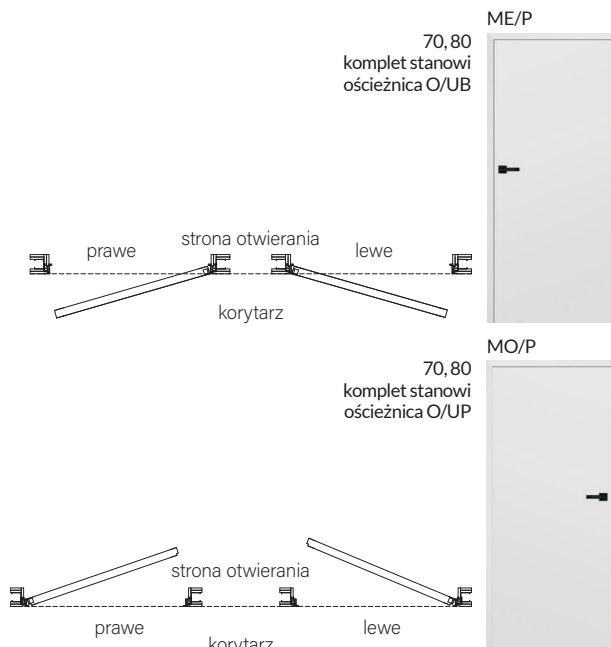 ME/P
70, 80
komplet stanowi
ościeżnica O/UB
prawe
strona otwierania
lewe
korytarz
MO/P
70, 80
komplet stanowi
ościeżnica O/UP
strona otwierania
prawe
lewe
korytarz